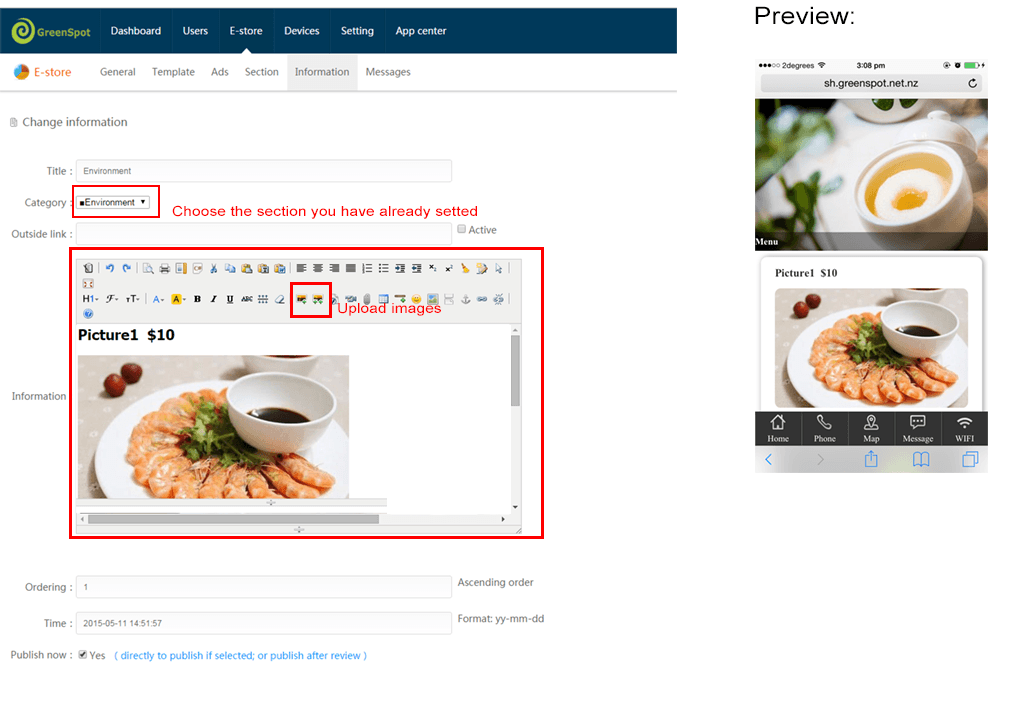 GreenSpot Dashboard Users E-store Devices Setting App center
E-store General Template Ads Section Information Messages
Change information
Title : Environment
Category : ■Environment ▼
Choose the section you have already setted
Outside link : Active
H1 F тT A A B I U ABC
Upload images
Information
Picture1 $10
Ordering : 1 Ascending order
Time : 2015-05-11 14:51:57 Format: yy-mm-dd
Publish now : Yes ( directly to publish if selected; or publish after review )
Preview:
2degrees 3:08 pm
sh.greenspot.net.nz
Menu
Picture1 $10
Home Phone Map Message WIFI